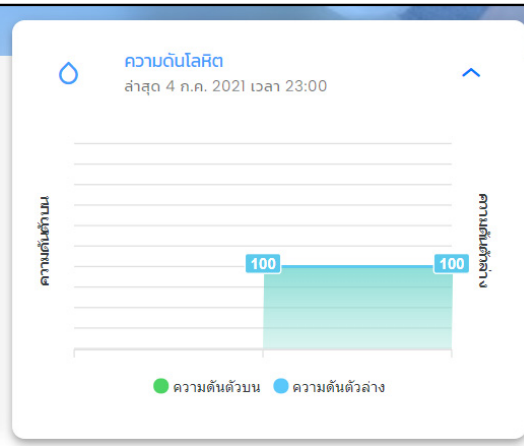 ความดันโลหิต
ล่าสุด 4 ก.ค. 2021 เวลา 23:00
ความดันตัวบน
ความดันตัวล่าง
100
100
ความดันตัวบน
ความดันตัวล่าง